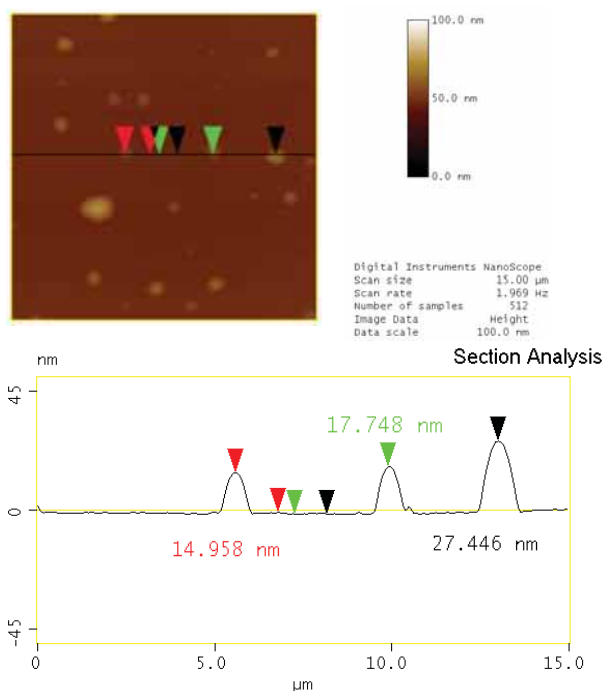 100.0 nm
50.0 nm
0.0 nm
Digital Instruments NanoScope
Scan size 15.00 µm
Scan rate 1.969 Hz
Number of samples 512
Image Data Height
Data scale 100.0 nm
nm
Section Analysis
45
17.748 nm
0
14.958 nm
27.446 nm
-45
0 5.0 10.0 15.0
µm